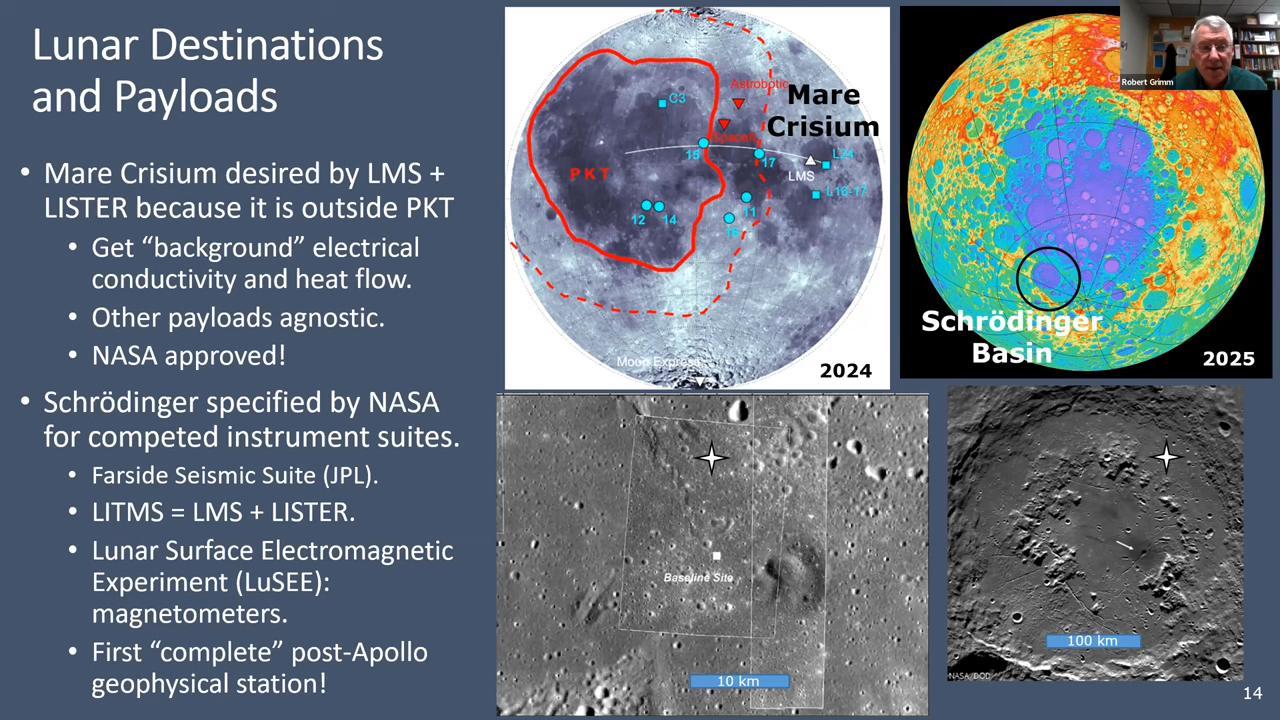 Lunar Destinations
and Payloads
• Mare Crisium desired by LMS +
LISTER because it is outside PKT
• Get “background” electrical
conductivity and heat flow.
• Other payloads agnostic.
• NASA approved!
• Schrödinger specified by NASA
for competed instrument suites.
• Farside Seismic Suite (JPL).
• LITMS = LMS + LISTER.
• Lunar Surface Electromagnetic
Experiment (LuSEE):
magnetometers.
• First “complete” post-Apollo
geophysical station!
C3
Astrobotic
Mare
Crisium
SpaceIL
15
17
L24
LMS
PKT
L16-17
12
14
11
16
Moon Express
2024
Robert Grimm
Schrödinger
Basin
2025
Baseline Site
10 km
100 km
NASA/DOD
14